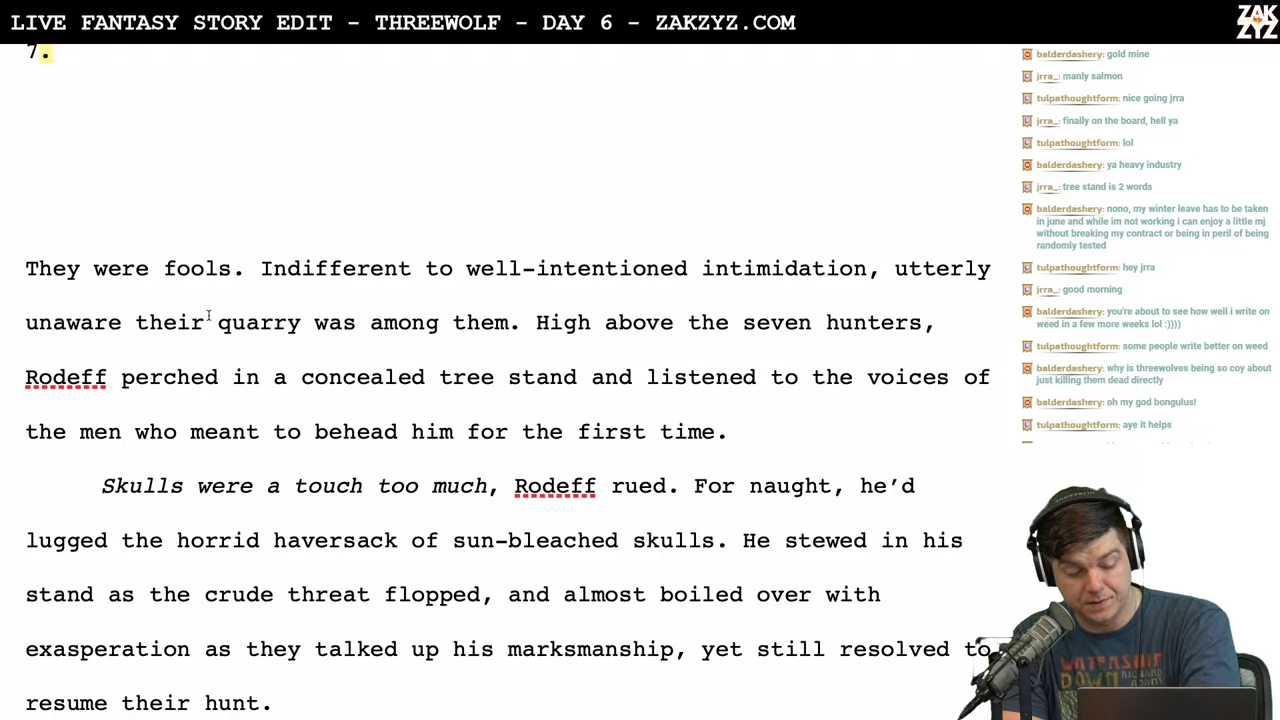 LIVE FANTASY STORY EDIT - THREEWOLF - DAY 6 - ZAKZYZ.COM
ZAK
ZYZ
7.
They were fools. Indifferent to well-intentioned intimidation, utterly
unaware their quarry was among them. High above the seven hunters,
Rodeff perched in a concealed tree stand and listened to the voices of
the men who meant to behead him for the first time.
Skulls were a touch too much, Rodeff rued. For naught, he’d
lugged the horrid haversack of sun-bleached skulls. He stewed in his
stand as the crude threat flopped, and almost boiled over with
exasperation as they talked up his marksmanship, yet still resolved to
resume their hunt.
balderdashery: gold mine
jrra_: manly salmon
tulpathoughtform: nice going jrra
jrra_: finally on the board, hell ya
tulpathoughtform: lol
balderdashery: ya heavy industry
jrra_: tree stand is 2 words
balderdashery: nono, my winter leave has to be taken
in june and while im not working i can enjoy a little mj
without breaking my contract or being in peril of being
randomly tested
tulpathoughtform: hey jrra
jrra_: good morning
balderdashery: you're about to see how well i write on
weed in a few more weeks lol :))))
tulpathoughtform: some people write better on weed
balderdashery: why is threewolves being so coy about
just killing them dead directly
balderdashery: oh my god bongulus!
tulpathoughtform: aye it helps
WATERSHIP
DOWN
RICHARD
ADAMS